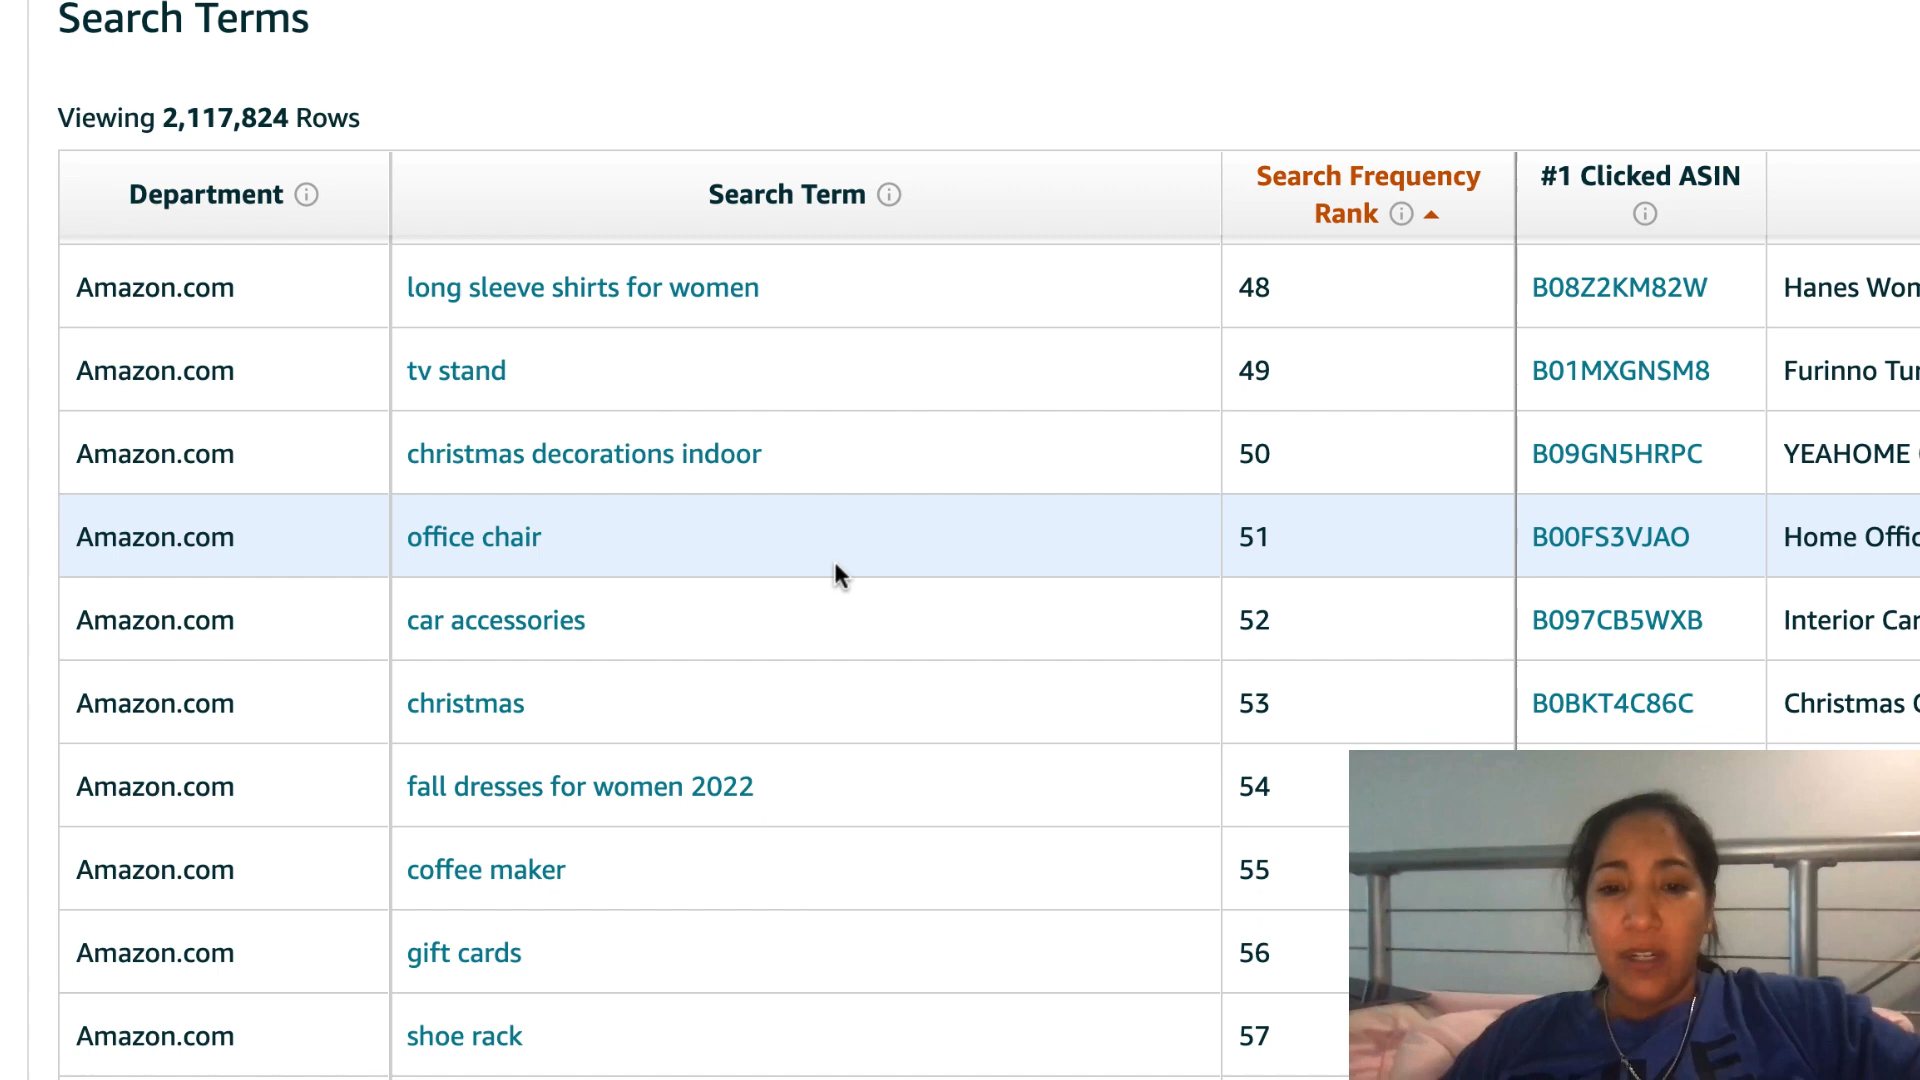 Search Terms
Viewing 2,117,824 Rows
Department Search Term Search Frequency Rank #1 Clicked ASIN
Amazon.com long sleeve shirts for women 48 B08Z2KM82W Hanes
Amazon.com tv stand 49 B01MXGNSM8 Furinno
Amazon.com christmas decorations indoor 50 B09GN5HRPC YEAHOME
Amazon.com office chair 51 B00FS3VJAO Home
Amazon.com car accessories 52 B097CB5WXB Interior
Amazon.com christmas 53 B0BKT4C86C Christmas
Amazon.com fall dresses for women 2022 54
Amazon.com coffee maker 55
Amazon.com gift cards 56
Amazon.com shoe rack 57